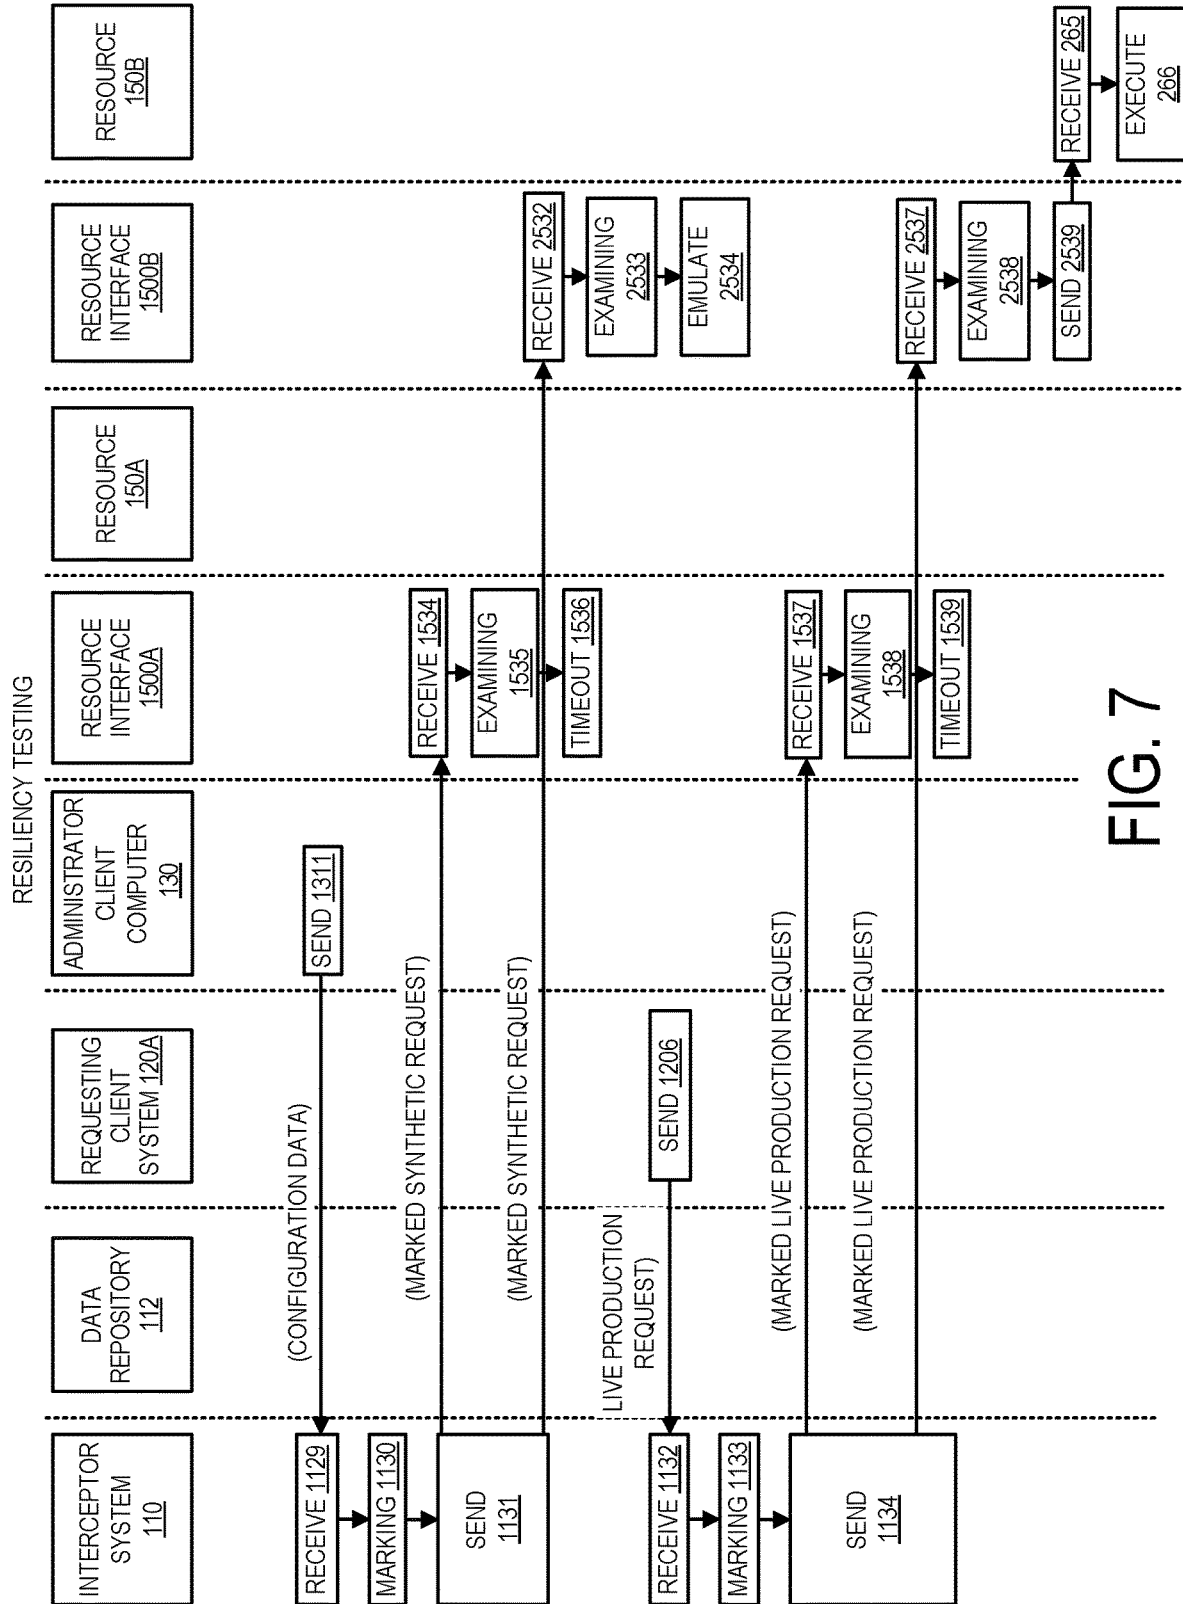 RESILIENCY TESTING
INTERCEPTOR
SYSTEM
110
DATA
REPOSITORY
112
REQUESTING
CLIENT
SYSTEM 120A
ADMINISTRATOR
CLIENT
COMPUTER
130
RESOURCE
INTERFACE
1500A
RESOURCE
150A
RESOURCE
INTERFACE
1500B
RESOURCE
150B
SEND 1311
(CONFIGURATION DATA)
RECEIVE 1129
MARKING 1130
SEND
1131
(MARKED SYNTHETIC REQUEST)
RECEIVE 1534
EXAMINING
1535
TIMEOUT 1536
(MARKED SYNTHETIC REQUEST)
RECEIVE 2532
EXAMINING
2533
EMULATE
2534
SEND 1206
LIVE PRODUCTION
REQUEST)
RECEIVE 1132
MARKING 1133
SEND
1134
(MARKED LIVE PRODUCTION REQUEST)
RECEIVE 1537
EXAMINING
1538
TIMEOUT 1539
(MARKED LIVE PRODUCTION REQUEST)
RECEIVE 2537
EXAMINING
2538
SEND 2539
RECEIVE 265
EXECUTE
266
FIG. 7